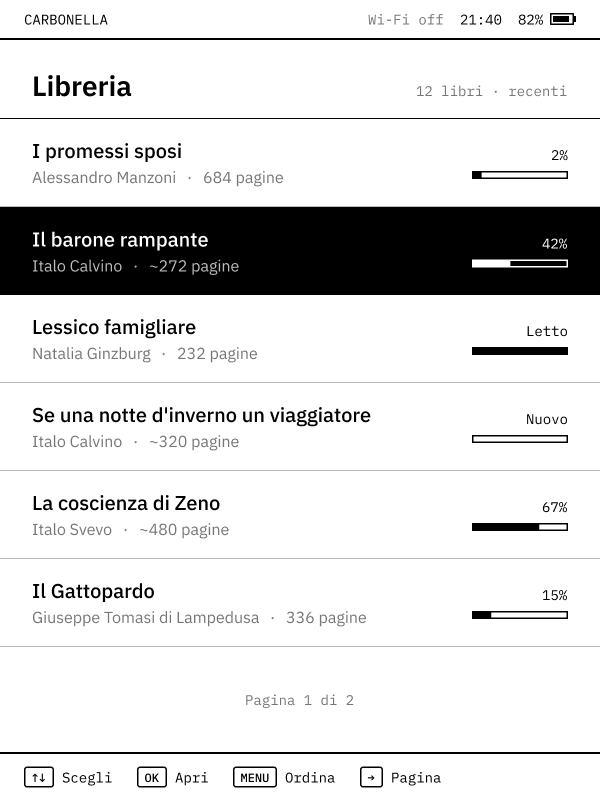 CARBONELLA Wi-Fi off 21:40 82%
Libreria 12 libri · recenti
I promessi sposi 2%
Alessandro Manzoni · 684 pagine
Il barone rampante 42%
Italo Calvino · ~272 pagine
Lessico famigliare Letto
Natalia Ginzburg · 232 pagine
Se una notte d'inverno un viaggiatore Nuovo
Italo Calvino · ~320 pagine
La coscienza di Zeno 67%
Italo Svevo · ~480 pagine
Il Gattopardo 15%
Giuseppe Tomasi di Lampedusa · 336 pagine
Pagina 1 di 2
↑↓ Scegli OK Apri MENU Ordina → Pagina